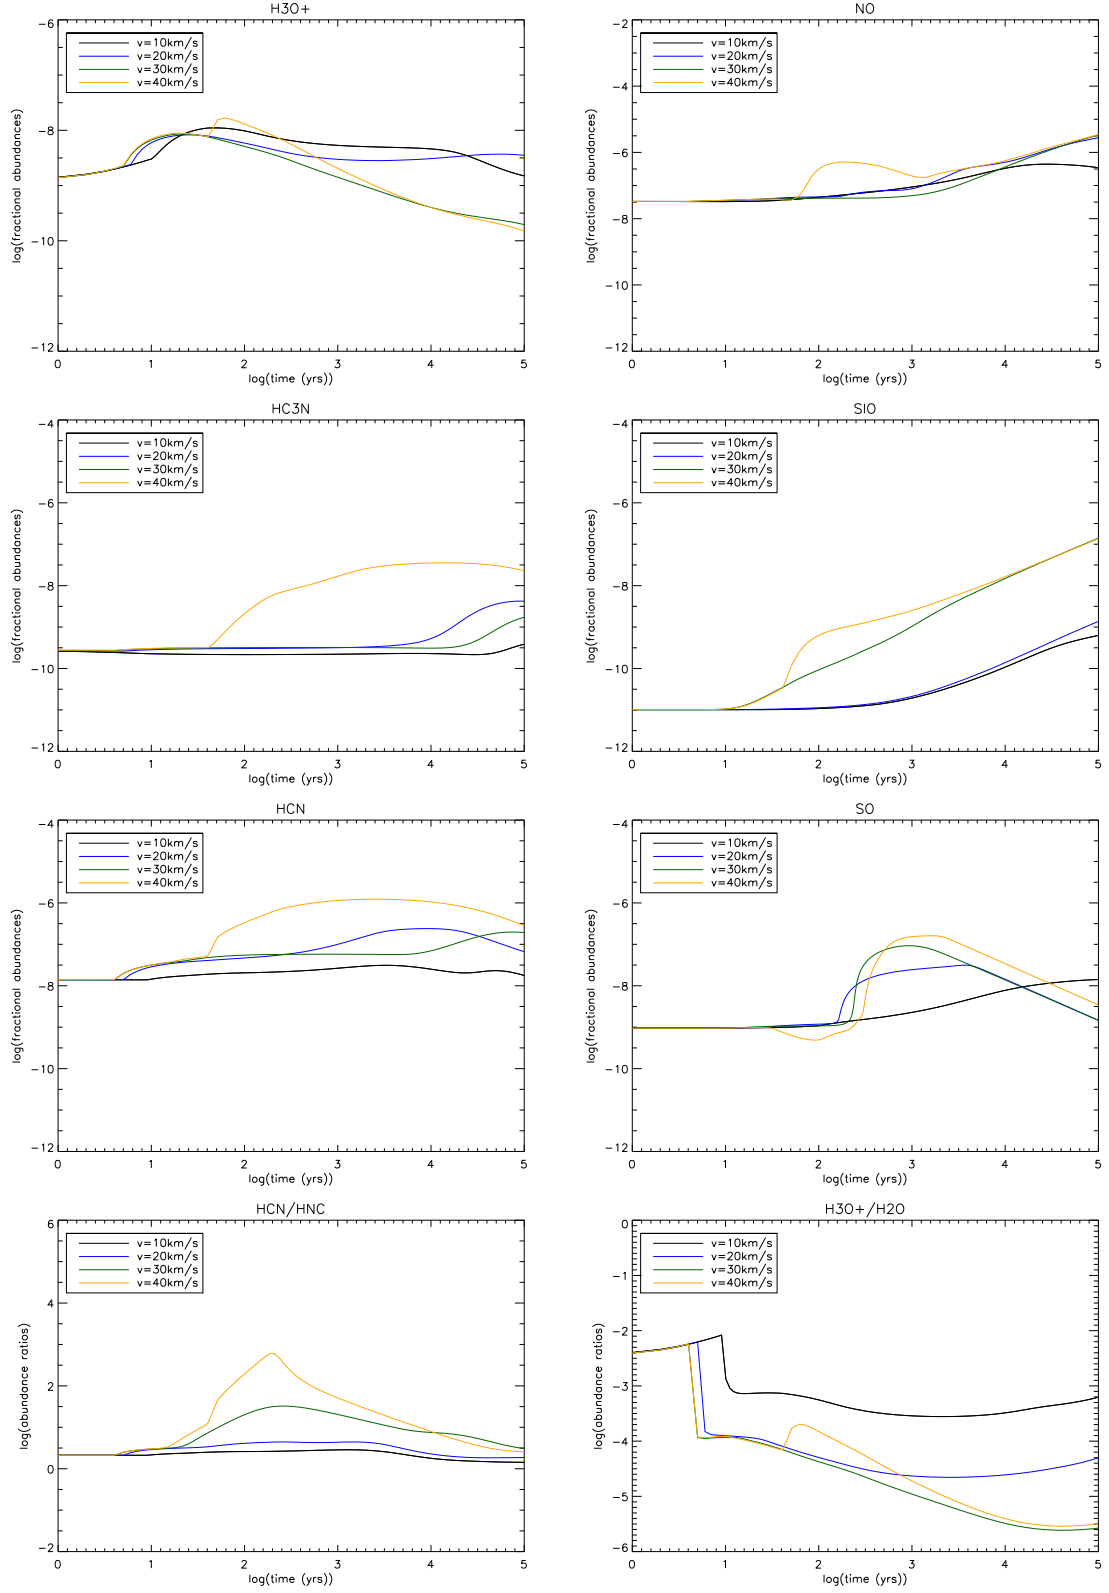 H3O+
v=10km/s
v=20km/s
v=30km/s
v=40km/s
log(fractional abundances)
-6
-8
-10
-12
0 1 2 3 4 5
log(time (yrs))
NO
v=10km/s
v=20km/s
v=30km/s
v=40km/s
log(fractional abundances)
-2
-4
-6
-8
-10
-12
0 1 2 3 4 5
log(time (yrs))
HC3N
v=10km/s
v=20km/s
v=30km/s
v=40km/s
log(fractional abundances)
-4
-6
-8
-10
-12
0 1 2 3 4 5
log(time (yrs))
SIO
v=10km/s
v=20km/s
v=30km/s
v=40km/s
log(fractional abundances)
-4
-6
-8
-10
-12
0 1 2 3 4 5
log(time (yrs))
HCN
v=10km/s
v=20km/s
v=30km/s
v=40km/s
log(fractional abundances)
-4
-6
-8
-10
-12
0 1 2 3 4 5
log(time (yrs))
SO
v=10km/s
v=20km/s
v=30km/s
v=40km/s
log(fractional abundances)
-4
-6
-8
-10
-12
0 1 2 3 4 5
log(time (yrs))
HCN/HNC
v=10km/s
v=20km/s
v=30km/s
v=40km/s
log(abundance ratios)
6
4
2
0
-2
0 1 2 3 4 5
log(time (yrs))
H3O+/H2O
v=10km/s
v=20km/s
v=30km/s
v=40km/s
log(abundance ratios)
0
-1
-2
-3
-4
-5
-6
0 1 2 3 4 5
log(time (yrs))